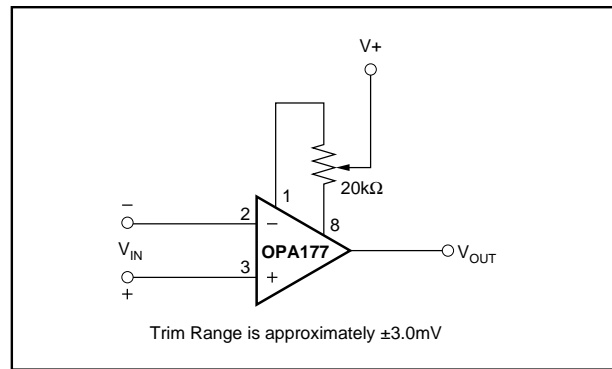 V+
1
20kΩ
–
2
–
8
V_IN
OPA177
V_OUT
3
+
+
Trim Range is approximately ±3.0mV